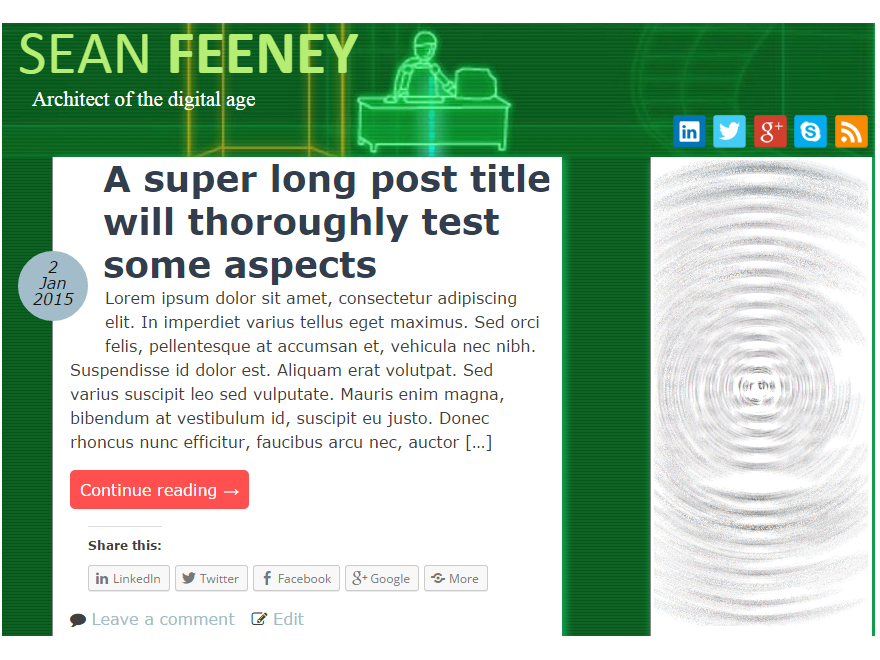 SEAN FEENEY
Architect of the digital age
A super long post title
will thoroughly test
some aspects
2
Jan
2015
Lorem ipsum dolor sit amet, consectetur adipiscing
elit. In imperdiet varius tellus eget maximus. Sed orci
felis, pellentesque at accumsan et, vehicula nec nibh.
Suspendisse id dolor est. Aliquam erat volutpat. Sed
varius suscipit leo sed vulputate. Mauris enim magna,
bibendum at vestibulum id, suscipit eu justo. Donec
rhoncus nunc efficitur, faucibus arcu nec, auctor […]
Continue reading →
Share this:
LinkedIn Twitter Facebook Google More
Leave a comment Edit
for the